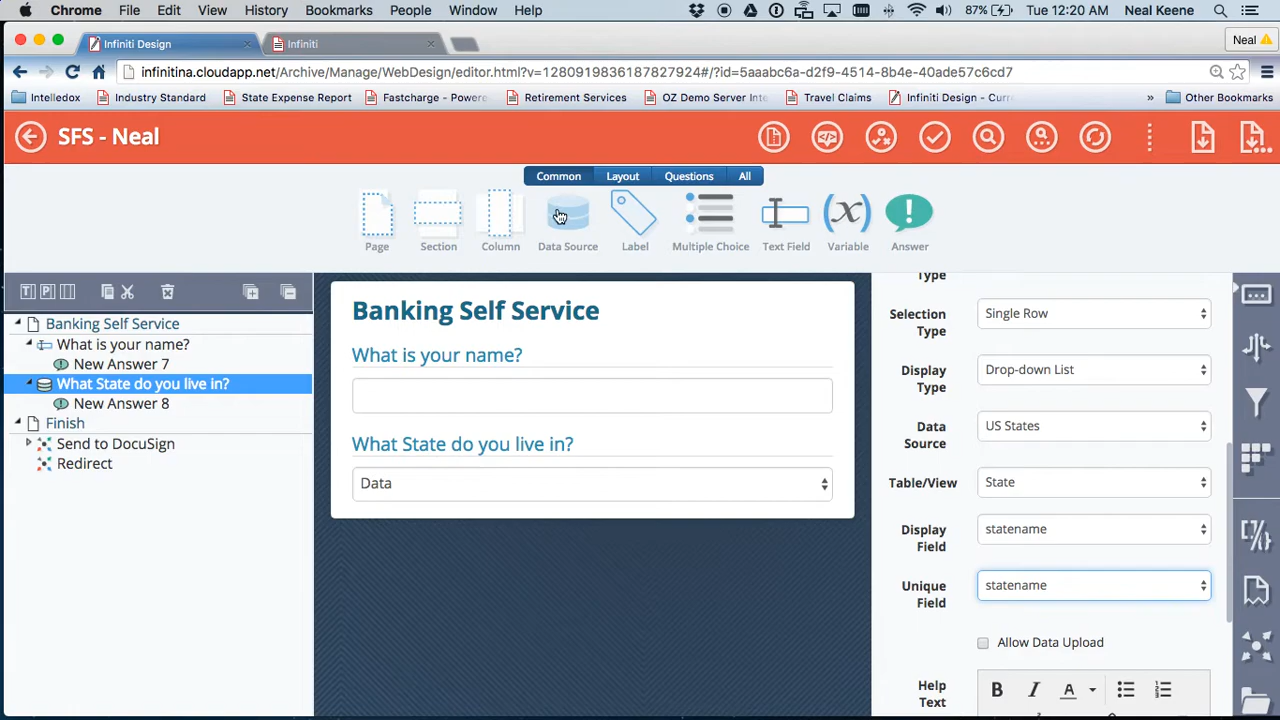 Chrome File Edit View History Bookmarks People Window Help 87% Tue 12:20 AM Neal Keene
Infiniti Design Infiniti Neal
infinitina.cloudapp.net/Archive/Manage/WebDesign/editor.html?v=1280919836187827924#/?id=5aaabc6a-d2f9-4514-8b4e-40ade57c6cd7
Intelledox Industry Standard State Expense Report Fastcharge - Powere Retirement Services OZ Demo Server Inte Travel Claims Infiniti Design - Curr » Other Bookmarks
SFS - Neal
Common Layout Questions All
Page Section Column Data Source Label Multiple Choice Text Field Variable Answer
Banking Self Service
What is your name?
New Answer 7
What State do you live in?
New Answer 8
Finish
Send to DocuSign
Redirect
Banking Self Service
What is your name?
What State do you live in?
Data
Type
Selection Type Single Row
Display Type Drop-down List
Data Source US States
Table/View State
Display Field statename
Unique Field statename
Allow Data Upload
Help Text B I A